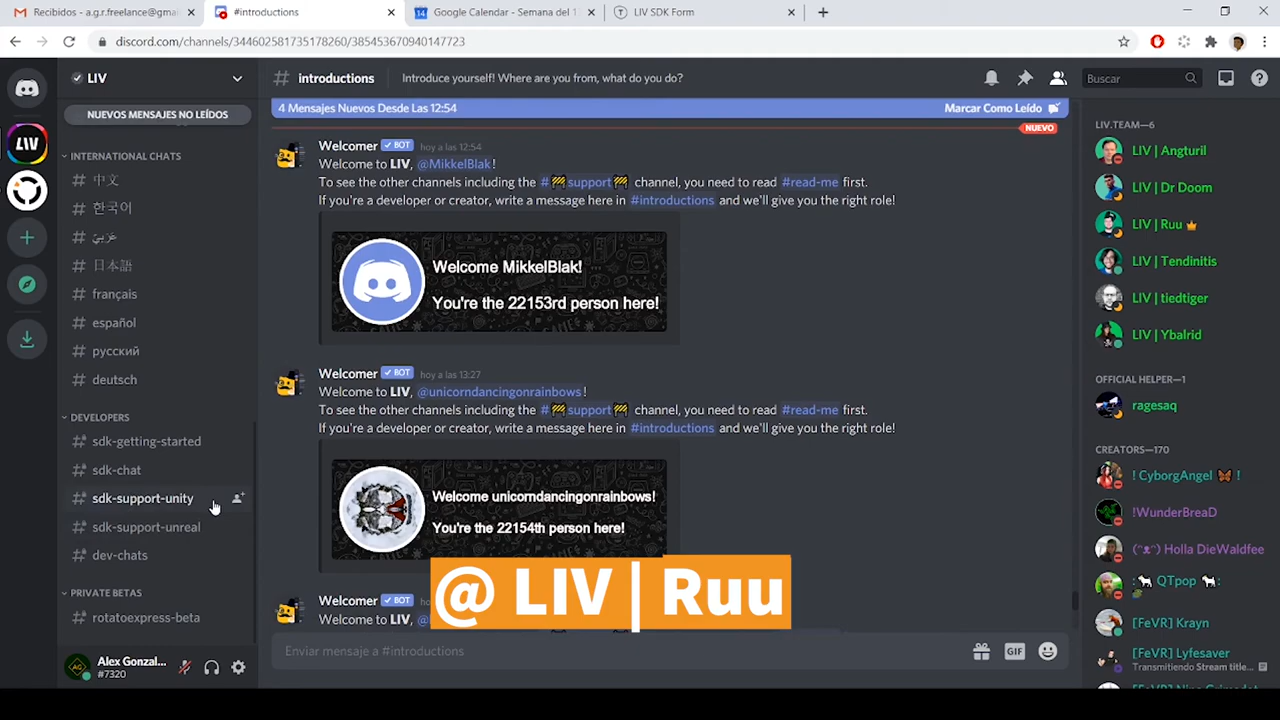 Recibidos - a.g.r.freelance@gmai
#introductions
Google Calendar - Semana del 1
LIV SDK Form
discord.com/channels/344602581735178260/385453670940147723
LIV
NUEVOS MENSAJES NO LEÍDOS
INTERNATIONAL CHATS
中文
한국어
عَرَبِيّ
日本語
français
español
русский
deutsch
DEVELOPERS
sdk-getting-started
sdk-chat
sdk-support-unity
sdk-support-unreal
dev-chats
PRIVATE BETAS
rotatoexpress-beta
Alex Gonzal...
#7320
# introductions
Introduce yourself! Where are you from, what do you do?
Buscar
4 Mensajes Nuevos Desde Las 12:54
Marcar Como Leído
NUEVO
Welcomer BOT hoy a las 12:54
Welcome to LIV, @MikkelBlak!
To see the other channels including the #🚧support🚧 channel, you need to read #read-me first.
If you're a developer or creator, write a message here in #introductions and we'll give you the right role!
Welcome MikkelBlak!
You're the 22153rd person here!
Welcomer BOT hoy a las 13:27
Welcome to LIV, @unicorndancingonrainbows!
To see the other channels including the #🚧support🚧 channel, you need to read #read-me first.
If you're a developer or creator, write a message here in #introductions and we'll give you the right role!
Welcome unicorndancingonrainbows!
You're the 22154th person here!
Welcomer BOT
Welcome to LIV,
@ LIV | Ruu
Enviar mensaje a #introductions
GIF
LIV.TEAM—6
LIV | Angturil
LIV | Dr Doom
LIV | Ruu
LIV | Tendinitis
LIV | tiedtiger
LIV | Ybalrid
OFFICIAL HELPER—1
ragesaq
CREATORS—170
! CyborgAngel 🦋 !
!WunderBreaD
(ᵔᴥᵔ) Holla DieWaldfee
:🐩 QTpop 🐩:
[FeVR] Krayn
[FeVR] Lyfesaver
Transmitiendo Stream title...